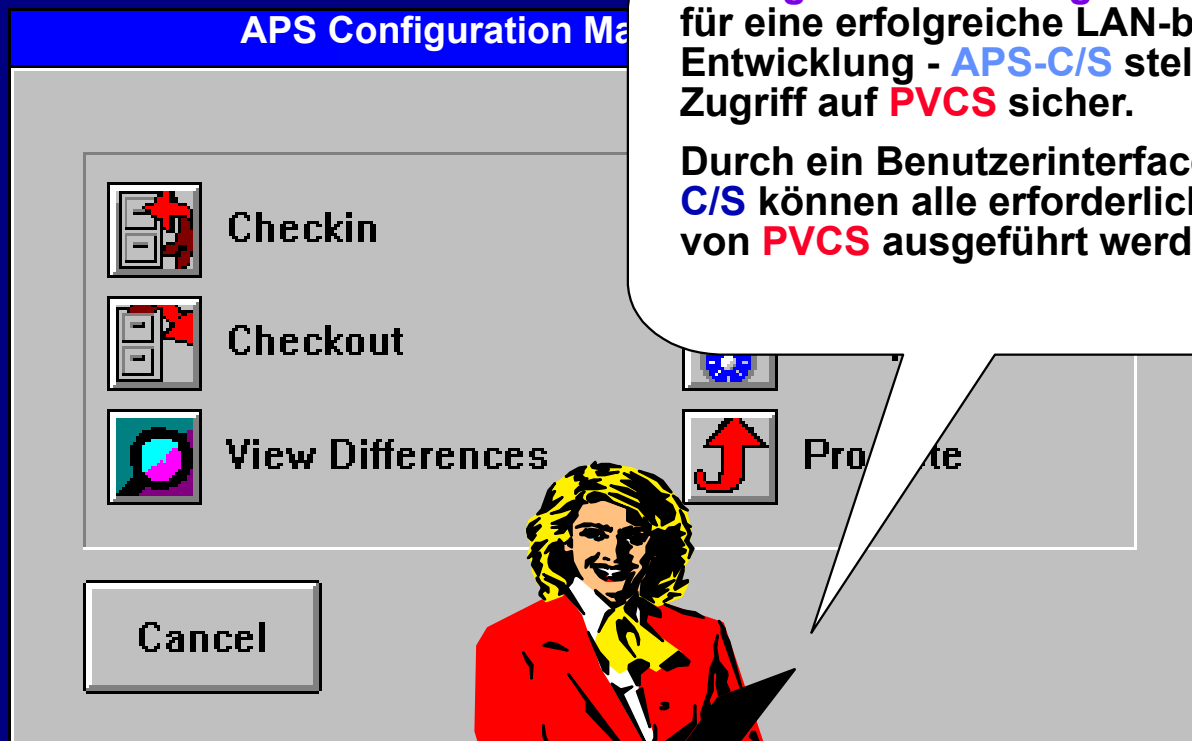 APS Configuration Ma
für eine erfolgreiche LAN-b
Entwicklung - APS-C/S stel
Zugriff auf PVCS sicher.
Durch ein Benutzerinterface
C/S können alle erforderlich
von PVCS ausgeführt werd
Checkin
Checkout
View Differences
Cancel